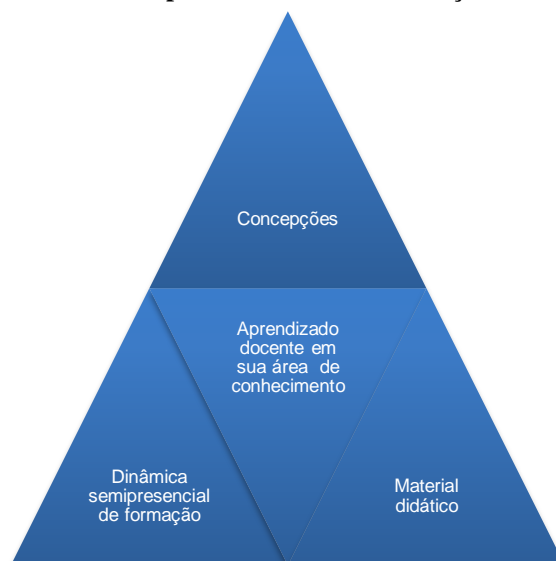 Concepções
Aprendizado
docente em
sua área de
conhecimento
Dinâmica
semipresencial
de formação
Material
didático